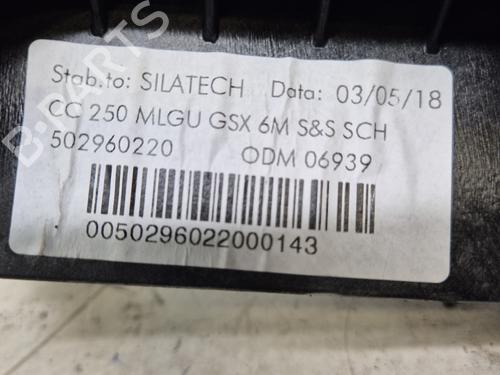 B-PARTS
Stab.to: SILATECH Data: 03/05/18
CC 250 MLGU GSX 6M S&S SCH
502960220 ODM 06939
0050296022000143